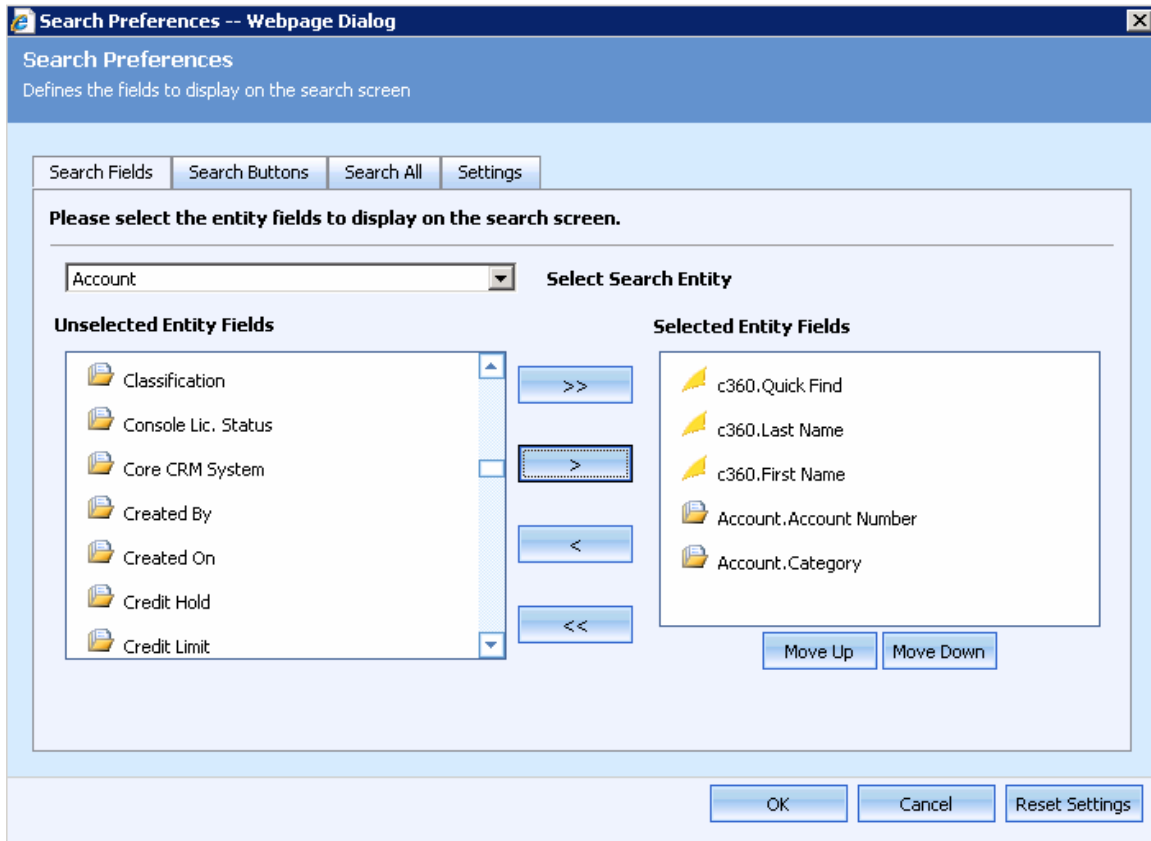 Search Preferences -- Webpage Dialog
Search Preferences
Defines the fields to display on the search screen
Search Fields
Search Buttons
Search All
Settings
Please select the entity fields to display on the search screen.
Account
Select Search Entity
Unselected Entity Fields
Selected Entity Fields
Classification
Console Lic. Status
Core CRM System
Created By
Created On
Credit Hold
Credit Limit
>>
>
<
<<
c360.Quick Find
c360.Last Name
c360.First Name
Account.Account Number
Account.Category
Move Up
Move Down
OK
Cancel
Reset Settings